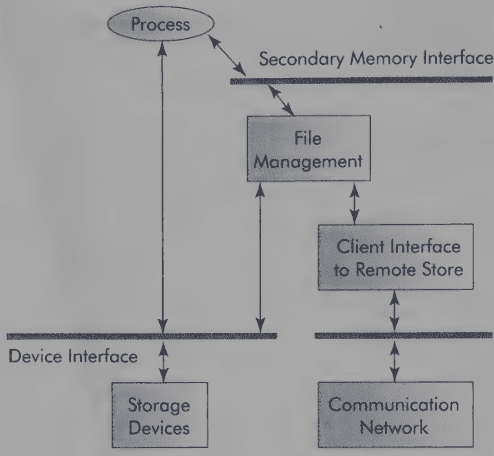 Process
Secondary Memory Interface
File
Management
Client Interface
to Remote Store
Device Interface
Storage
Devices
Communication
Network